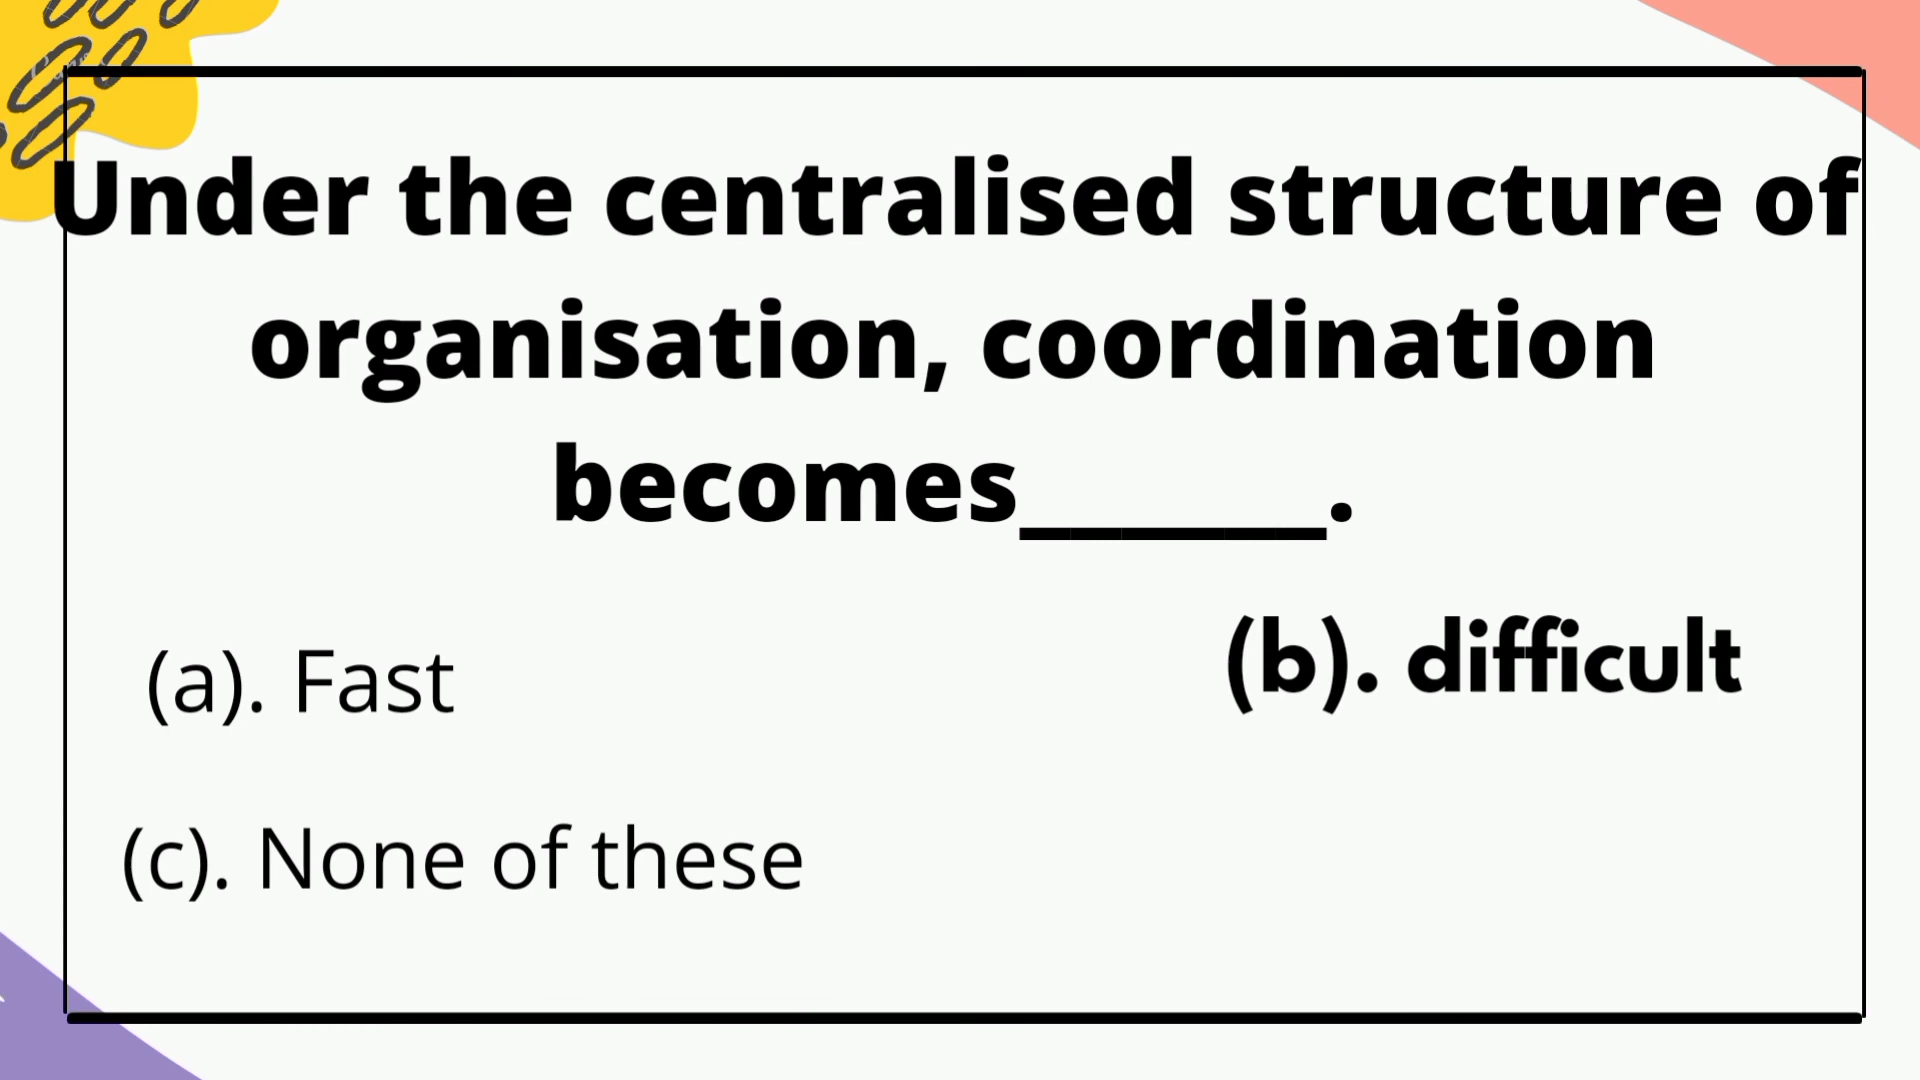 Under the centralised structure of
organisation, coordination
becomes______.
(a). Fast
(b). difficult
(c). None of these